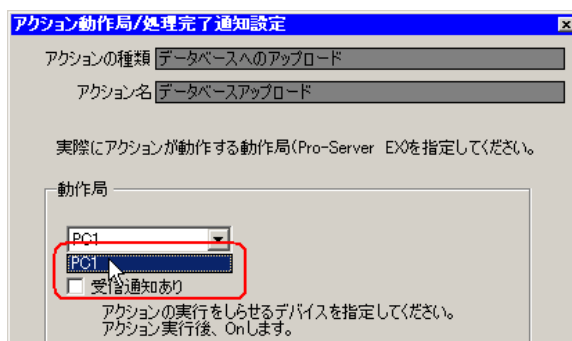 アクション動作局/処理完了通知設定
アクションの種類 データベースへのアップロード
アクション名 データベースアップロード
実際にアクションが動作する動作局(Pro-Server EX)を指定してください。
動作局
PC1
PC1
受信通知あり
アクションの実行をしらせるデバイスを指定してください。
アクション実行後、Onします。